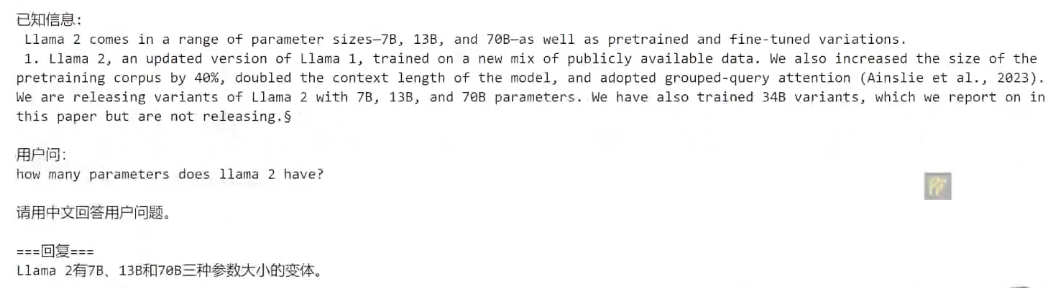 已知信息:
Llama 2 comes in a range of parameter sizes—7B, 13B, and 70B—as well as pretrained and fine-tuned variations.
1. Llama 2, an updated version of Llama 1, trained on a new mix of publicly available data. We also increased the size of the
pretraining corpus by 40%, doubled the context length of the model, and adopted grouped-query attention (Ainslie et al., 2023).
We are releasing variants of Llama 2 with 7B, 13B, and 70B parameters. We have also trained 34B variants, which we report on in
this paper but are not releasing.§
用户问:
how many parameters does llama 2 have?
请用中文回答用户问题。
===回复===
Llama 2有7B、13B和70B三种参数大小的变体。